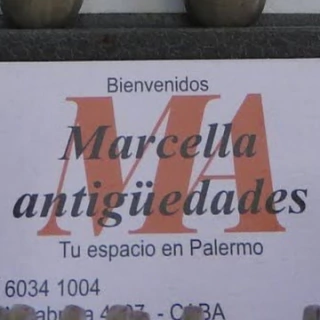 Bienvenidos
MA
Marcella
antigüedades
Tu espacio en Palermo
6034 1004
- CABA